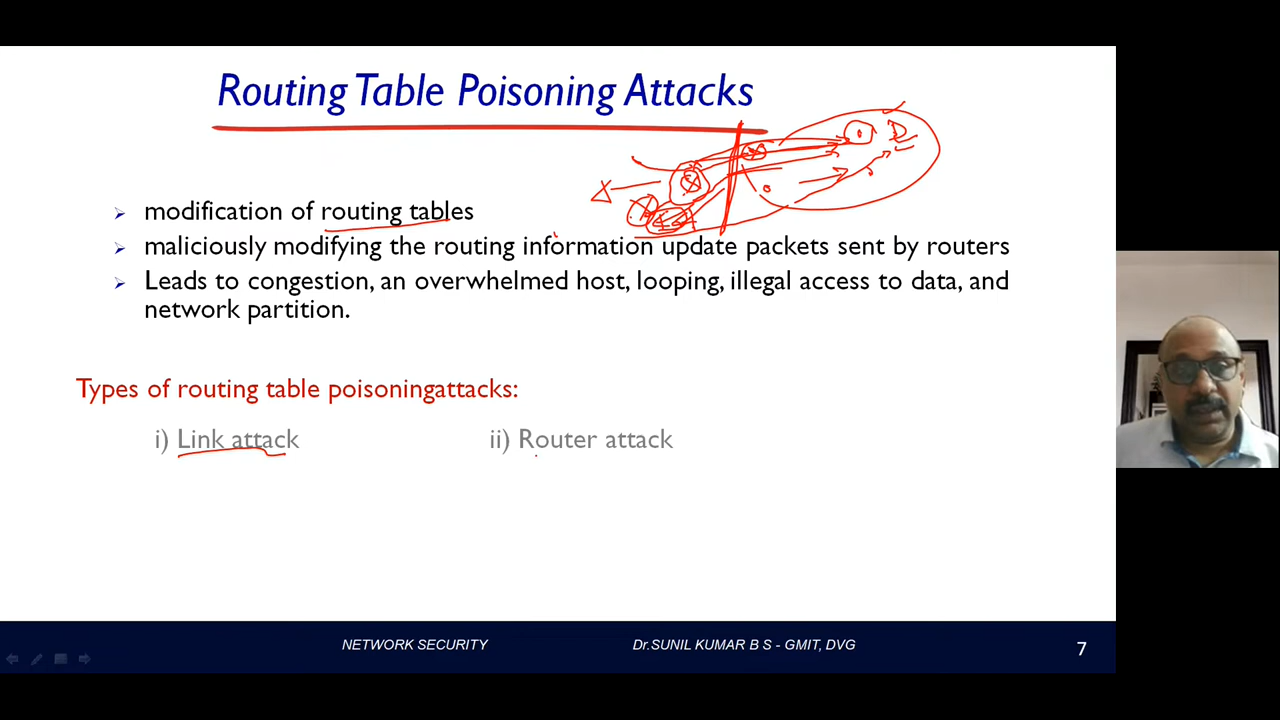 Routing Table Poisoning Attacks
D
modification of routing tables
maliciously modifying the routing information update packets sent by routers
Leads to congestion, an overwhelmed host, looping, illegal access to data, and
network partition.
Types of routing table poisoningattacks:
i) Link attack ii) Router attack
NETWORK SECURITY Dr.SUNIL KUMAR B S - GMIT, DVG 7